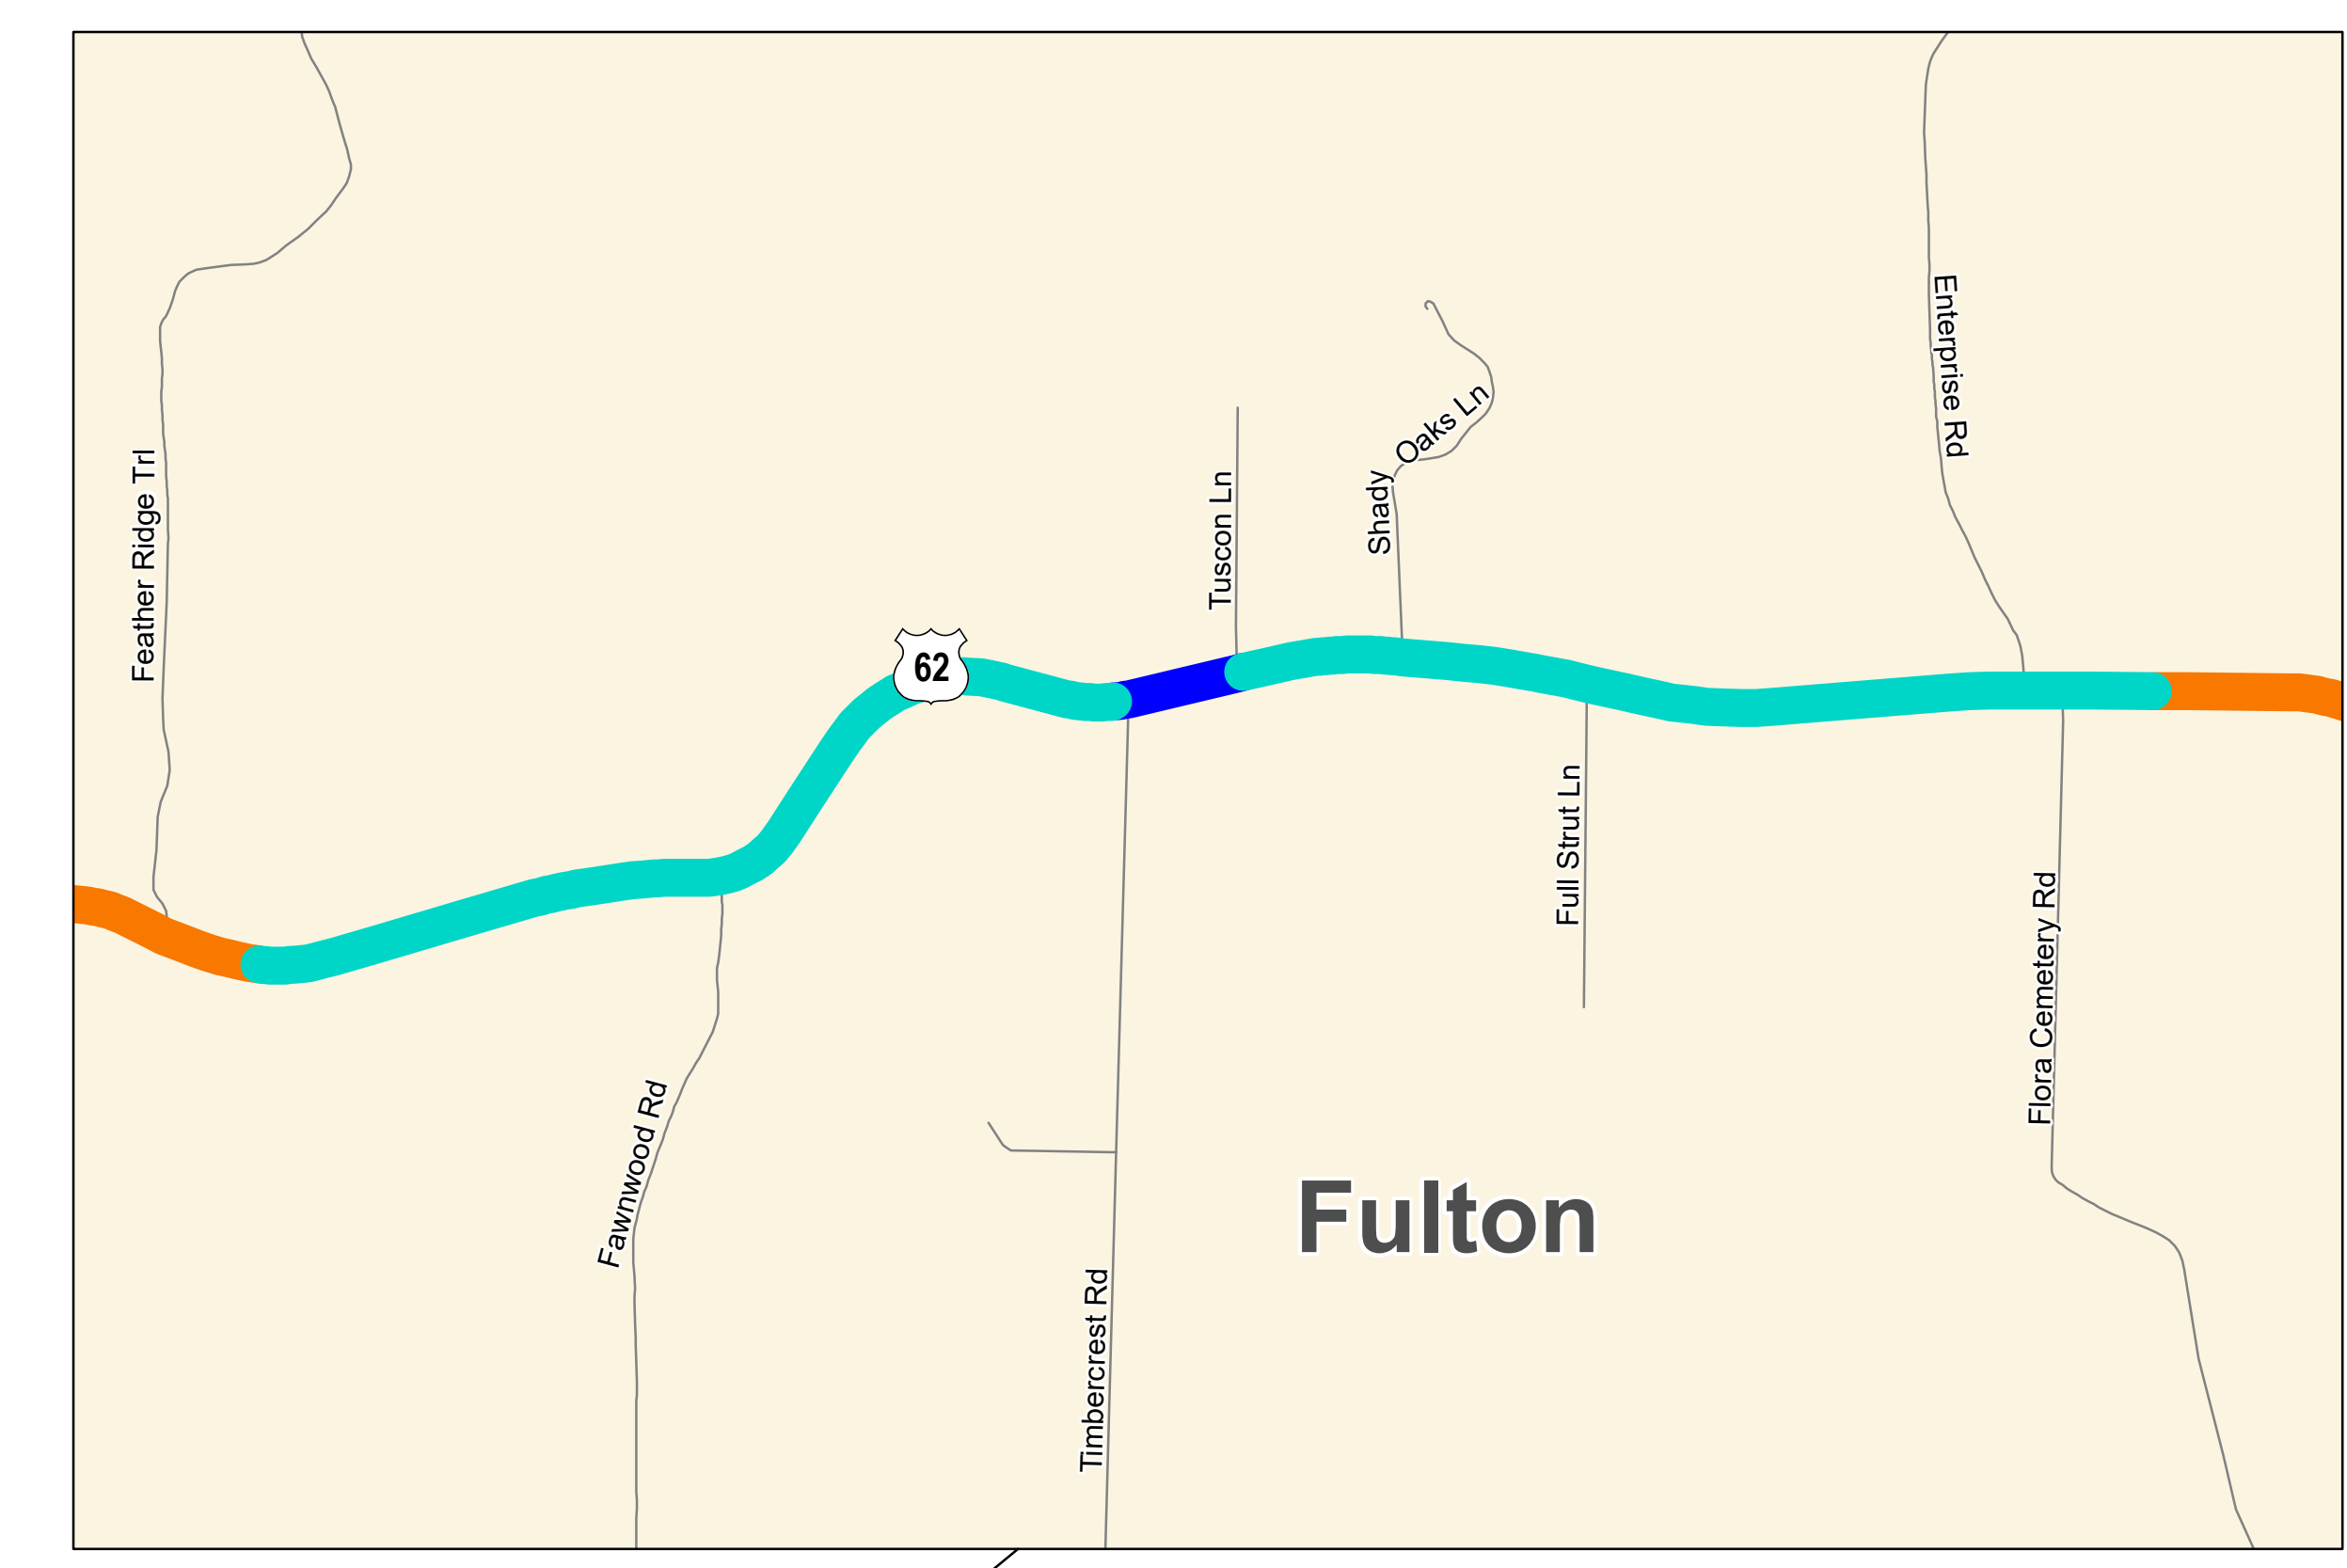 Feather Ridge Trl
Enterprise Rd
Shady Oaks Ln
Tuscon Ln
62
Full Strut Ln
Flora Cemetery Rd
Fawnwood Rd
Fulton
Timbercrest Rd